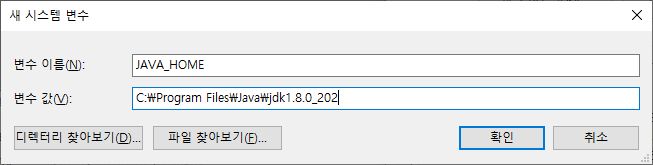 새 시스템 변수
변수 이름(N):
JAVA_HOME
변수 값(V):
C:₩Program Files₩Java₩jdk1.8.0_202
디렉터리 찾아보기(D)...
파일 찾아보기(F)...
확인
취소